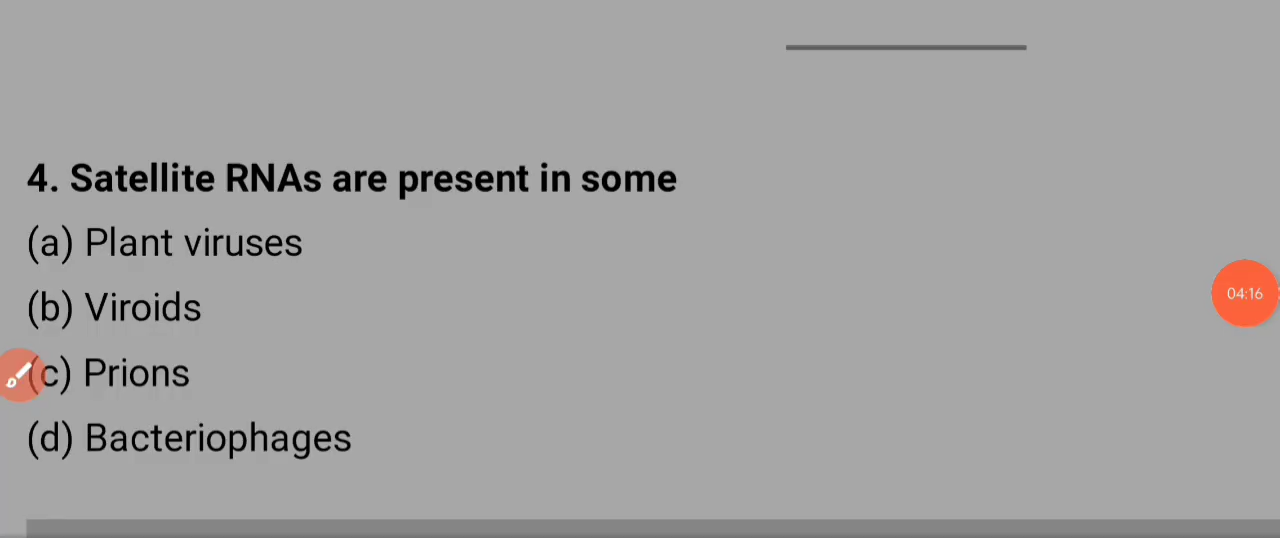 4. Satellite RNAs are present in some
(a) Plant viruses
(b) Viroids
04:16
(c) Prions
(d) Bacteriophages